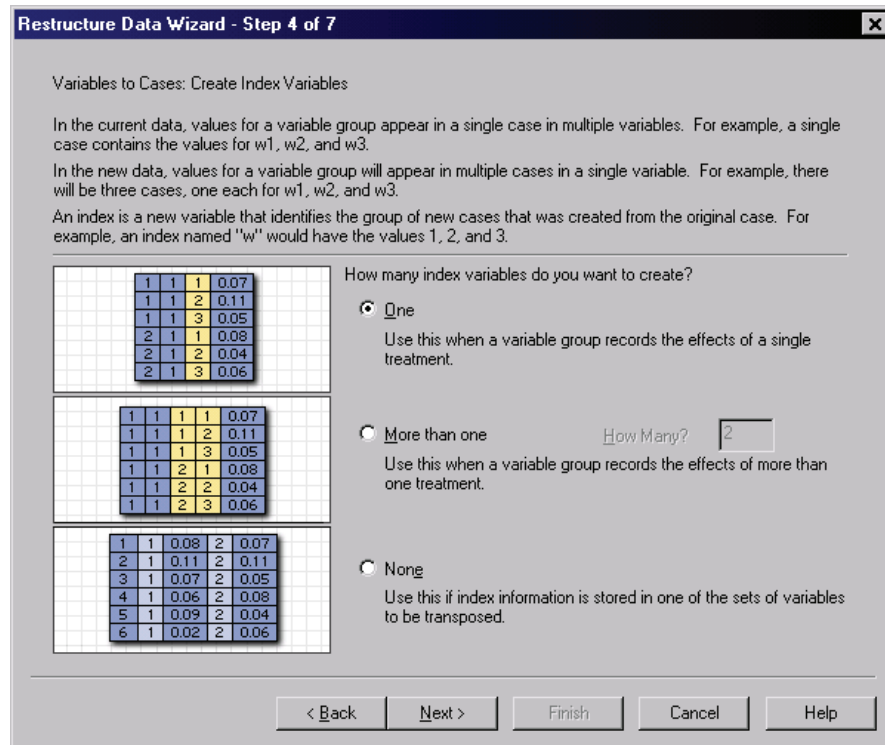 Restructure Data Wizard - Step 4 of 7
Variables to Cases: Create Index Variables
In the current data, values for a variable group appear in a single case in multiple variables. For example, a single
case contains the values for w1, w2, and w3.
In the new data, values for a variable group will appear in multiple cases in a single variable. For example, there
will be three cases, one each for w1, w2, and w3.
An index is a new variable that identifies the group of new cases that was created from the original case. For
example, an index named "w" would have the values 1, 2, and 3.
1 1 1 0.07
1 1 2 0.11
1 1 3 0.05
2 1 1 0.08
2 1 2 0.04
2 1 3 0.06
How many index variables do you want to create?
One
Use this when a variable group records the effects of a single
treatment.
1 1 1 1 0.07
1 1 1 2 0.11
1 1 1 3 0.05
1 1 2 1 0.08
1 1 2 2 0.04
1 1 2 3 0.06
More than one How Many? 2
Use this when a variable group records the effects of more than
one treatment.
1 1 0.08 2 0.07
2 1 0.11 2 0.11
3 1 0.07 2 0.05
4 1 0.06 2 0.08
5 1 0.09 2 0.04
6 1 0.02 2 0.06
None
Use this if index information is stored in one of the sets of variables
to be transposed.
< Back Next > Finish Cancel Help